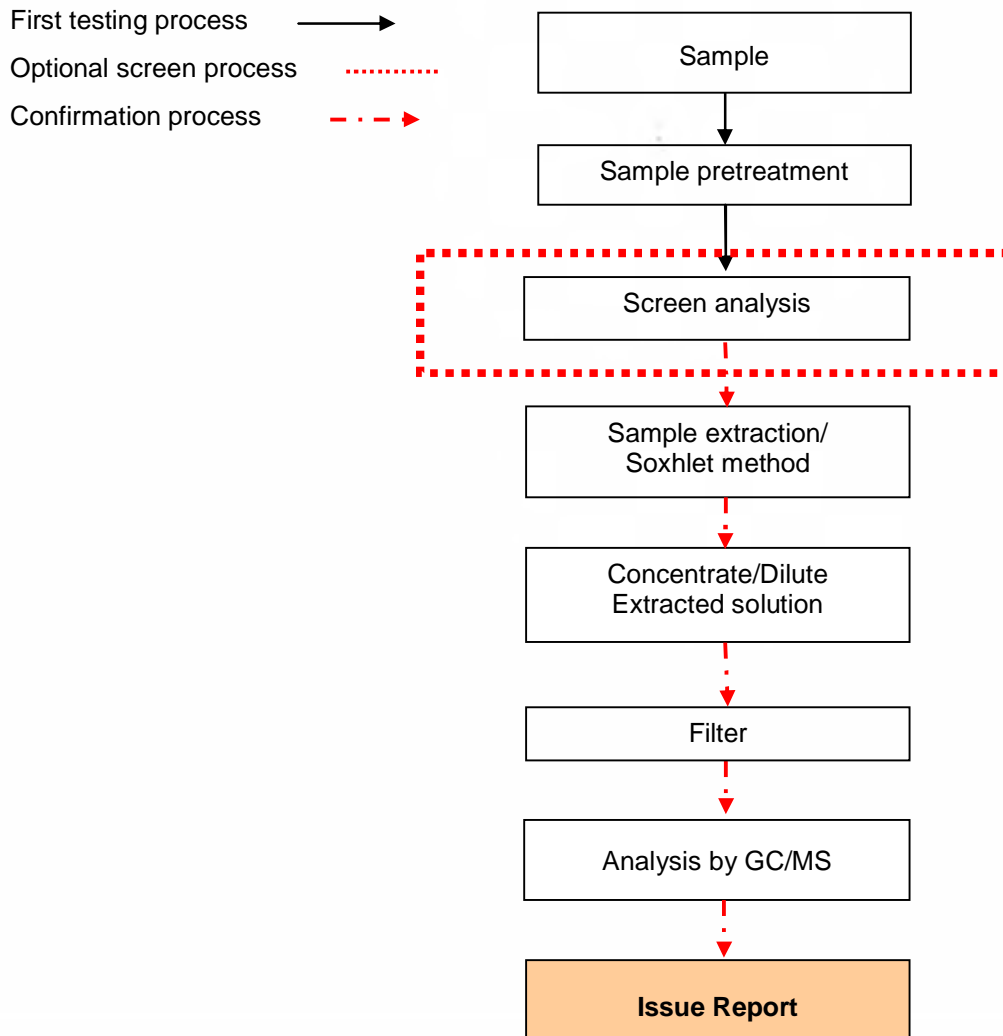 First testing process
Optional screen process
Confirmation process
Sample
Sample pretreatment
Screen analysis
Sample extraction/
Soxhlet method
Concentrate/Dilute
Extracted solution
Filter
Analysis by GC/MS
Issue Report